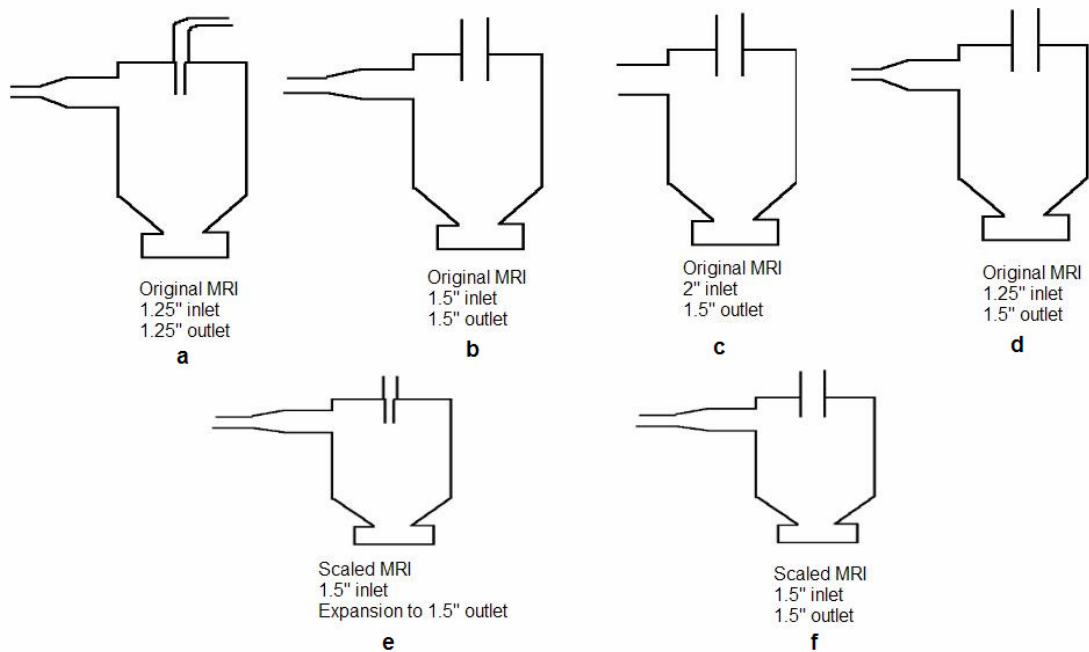 Original MRI
1.25" inlet
1.25" outlet
a
Original MRI
1.5" inlet
1.5" outlet
b
Original MRI
2" inlet
1.5" outlet
c
Original MRI
1.25" inlet
1.5" outlet
d
Scaled MRI
1.5" inlet
Expansion to 1.5" outlet
e
Scaled MRI
1.5" inlet
1.5" outlet
f